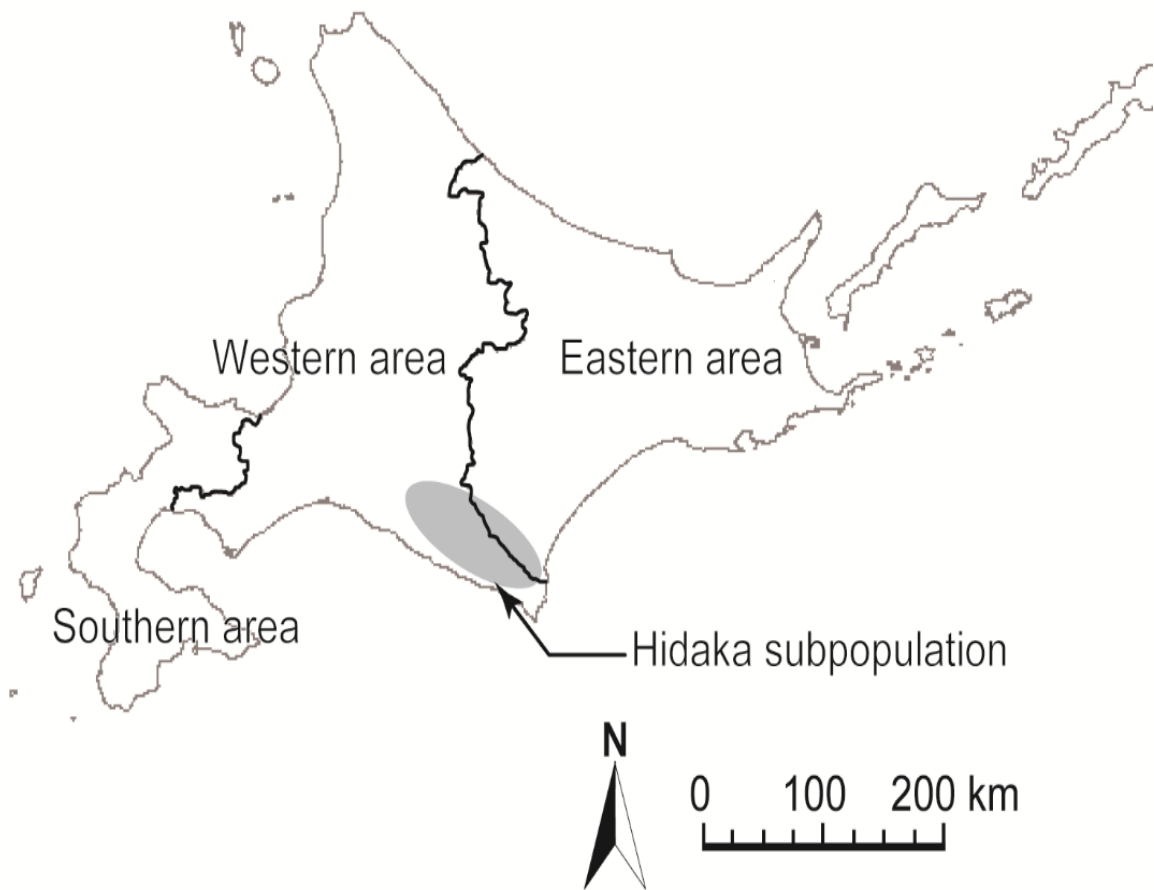 Western area
Eastern area
Southern area
Hidaka subpopulation
N
0 100 200 km